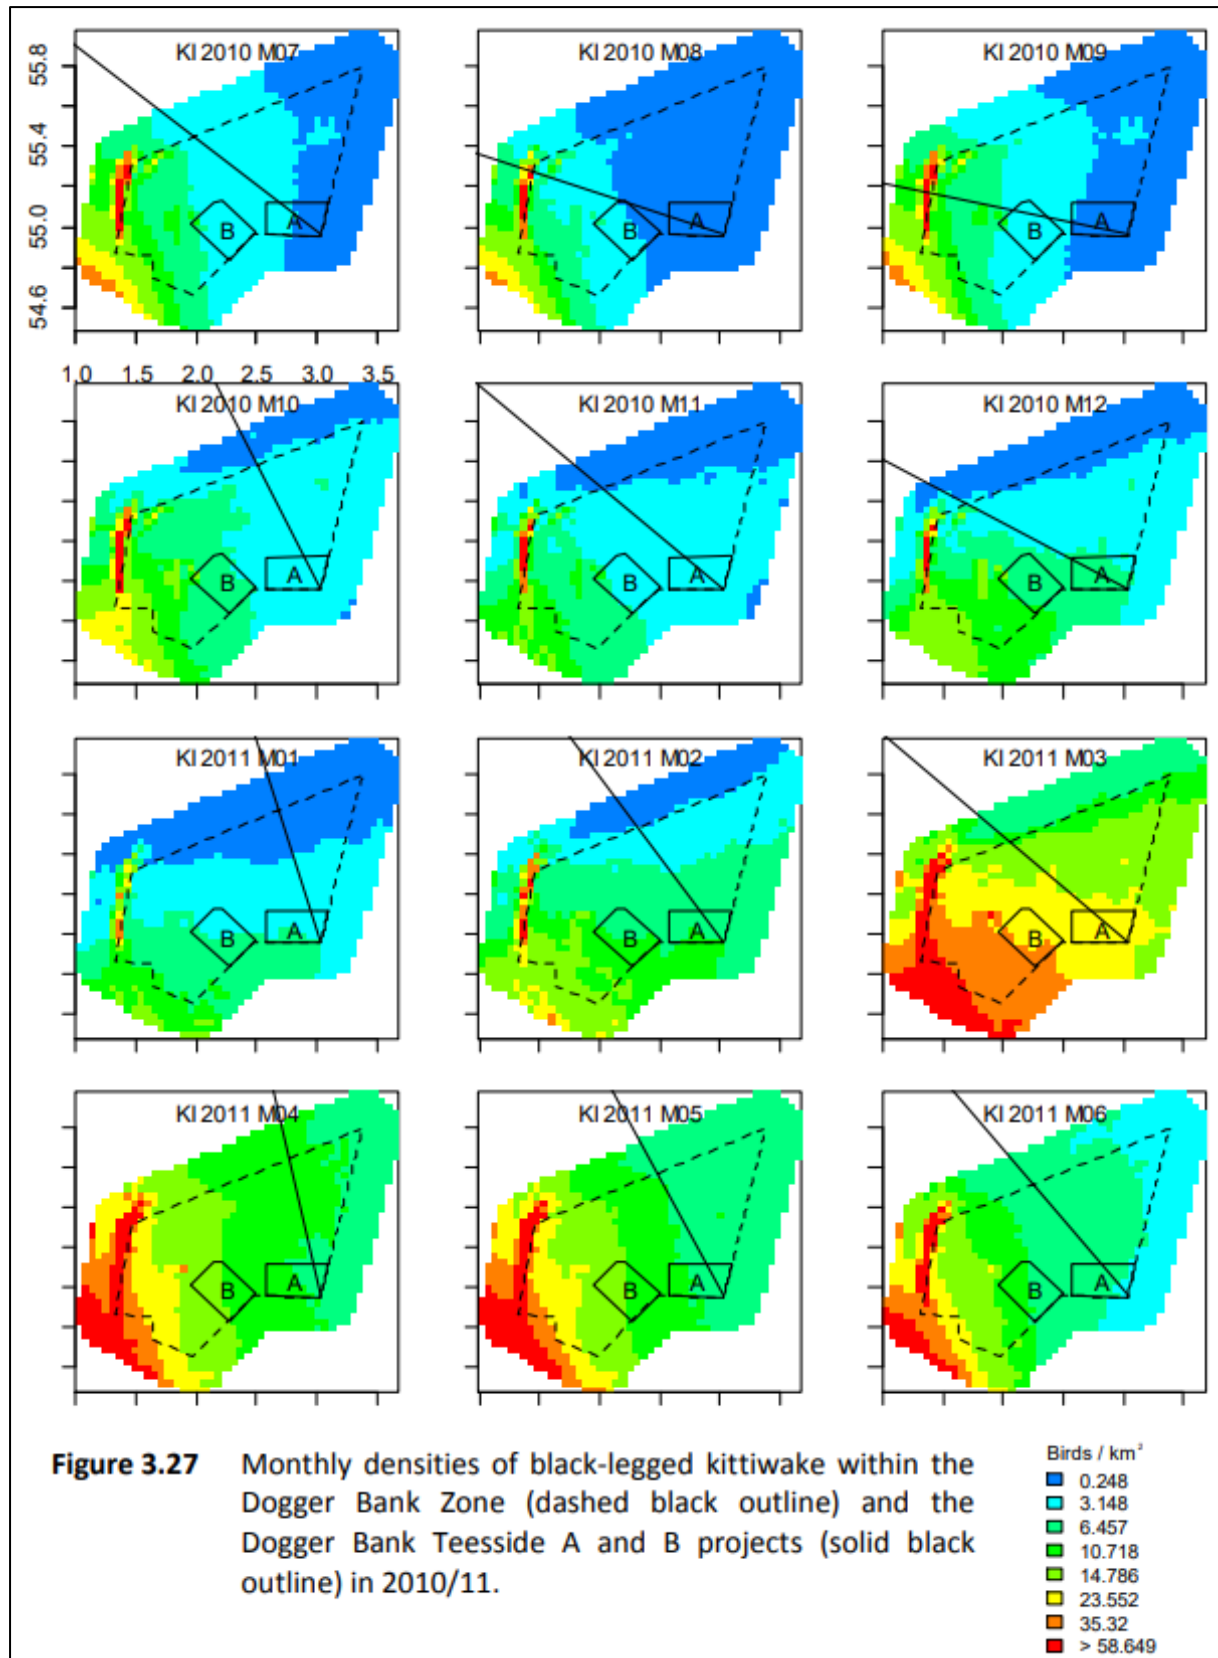 KI 2010 M07
KI 2010 M08
KI 2010 M09
55.8
55.4
55.0
54.6
B
A
B
A
B
A
1.0 1.5 2.0 2.5 3.0 3.5
KI 2010 M10
KI 2010 M11
KI 2010 M12
B
A
B
A
B
A
KI 2011 M01
KI 2011 M02
KI 2011 M03
B
A
B
A
B
A
KI 2011 M04
KI 2011 M05
KI 2011 M06
B
A
B
A
B
A
Figure 3.27 Monthly densities of black-legged kittiwake within the
Dogger Bank Zone (dashed black outline) and the
Dogger Bank Teesside A and B projects (solid black
outline) in 2010/11.
Birds / km²
0.248
3.148
6.457
10.718
14.786
23.552
35.32
> 58.649